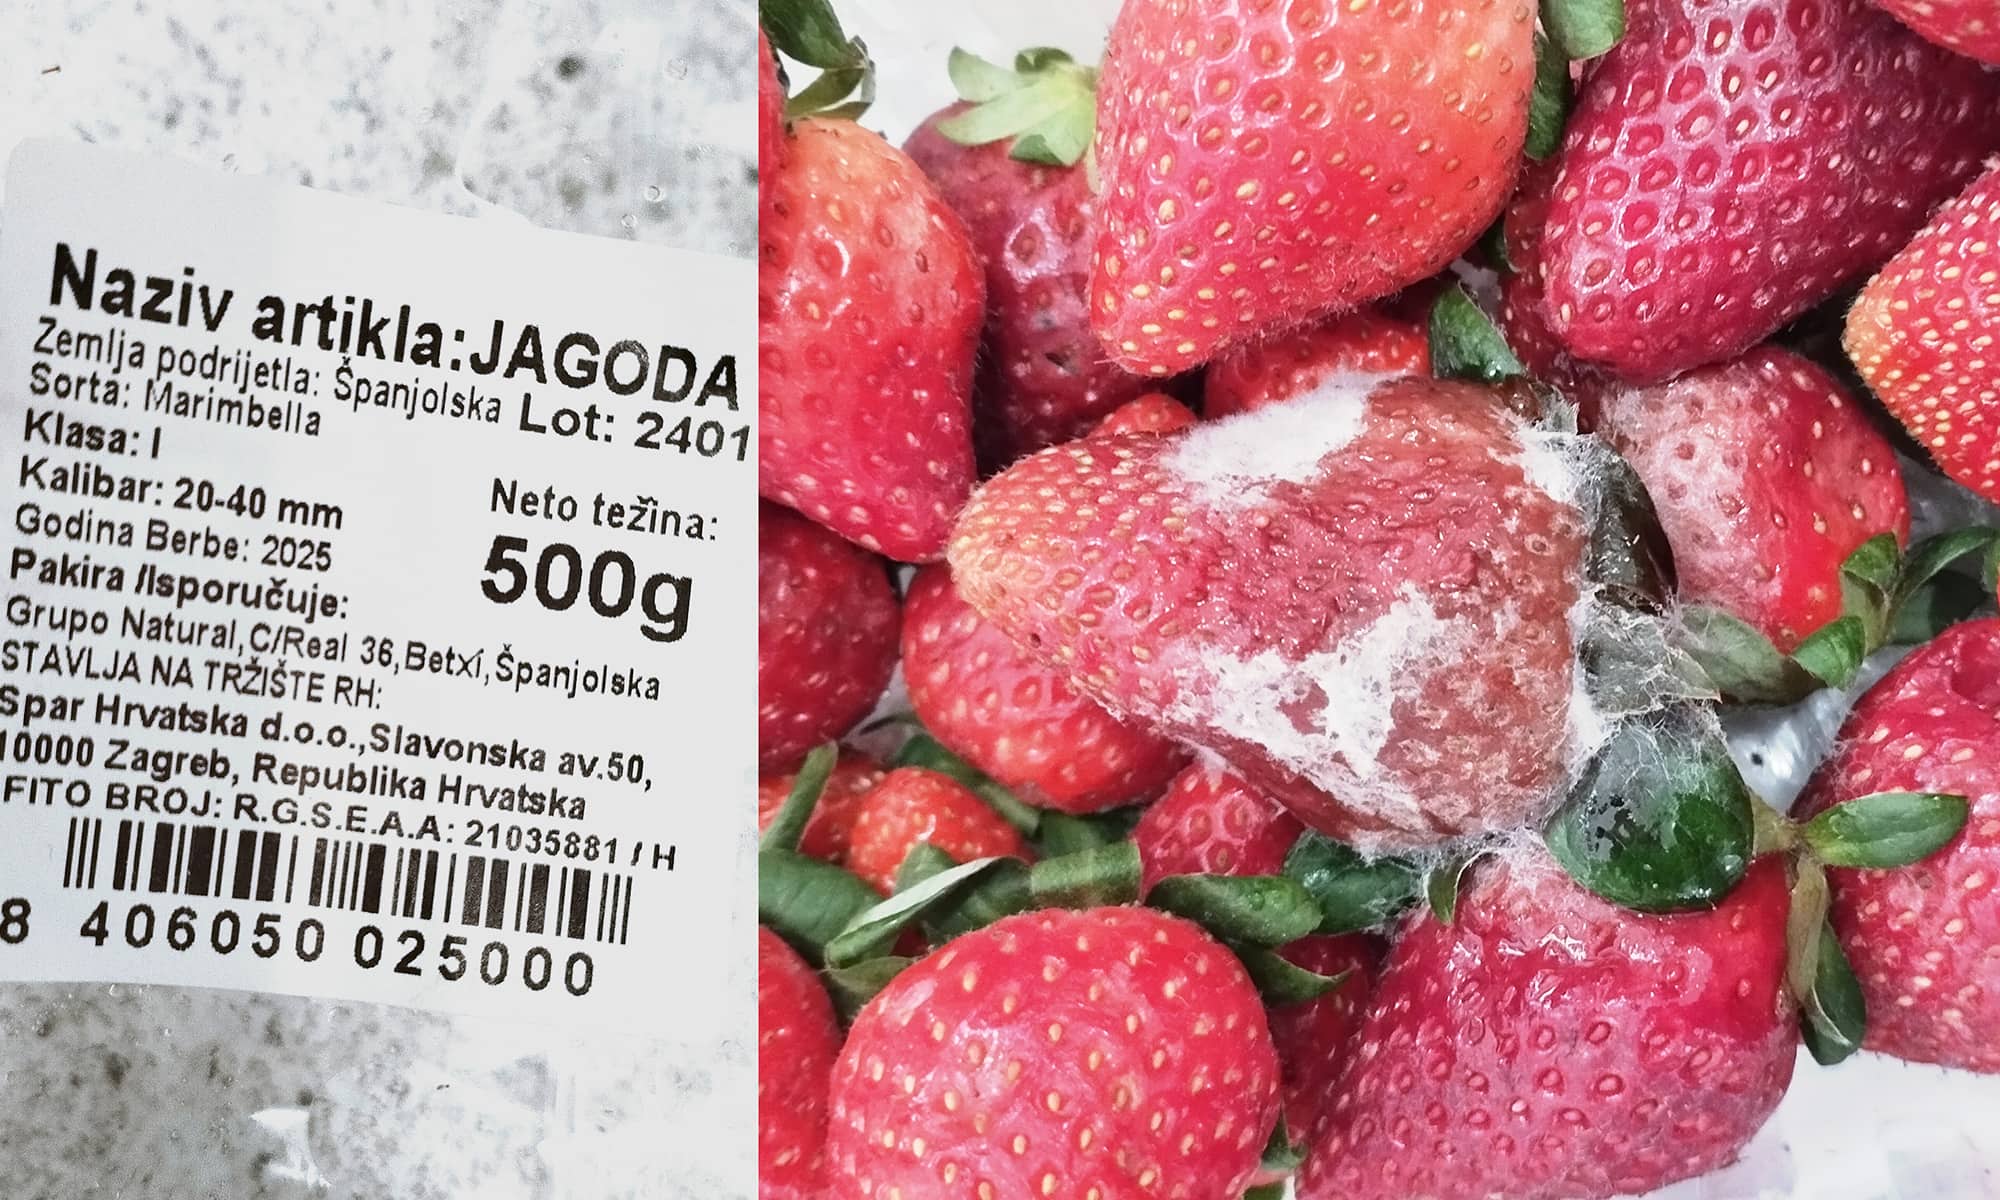 Naziv artikla:JAGODA
Zemlja podrijetla: Španjolska Lot: 2401
Sorta: Marimbella
Klasa: I
Kalibar: 20-40 mm
Neto težina:
Godina Berbe: 2025
500g
Pakira /Isporučuje:
Grupo Natural,C/Real 36,Betxí,Španjolska
STAVLJA NA TRŽIŠTE RH:
Spar Hrvatska d.o.o.,Slavonska av.50,
10000 Zagreb, Republika Hrvatska
FITO BROJ: R.G.S.E.A.A: 21035881 / H
8 406050 025000